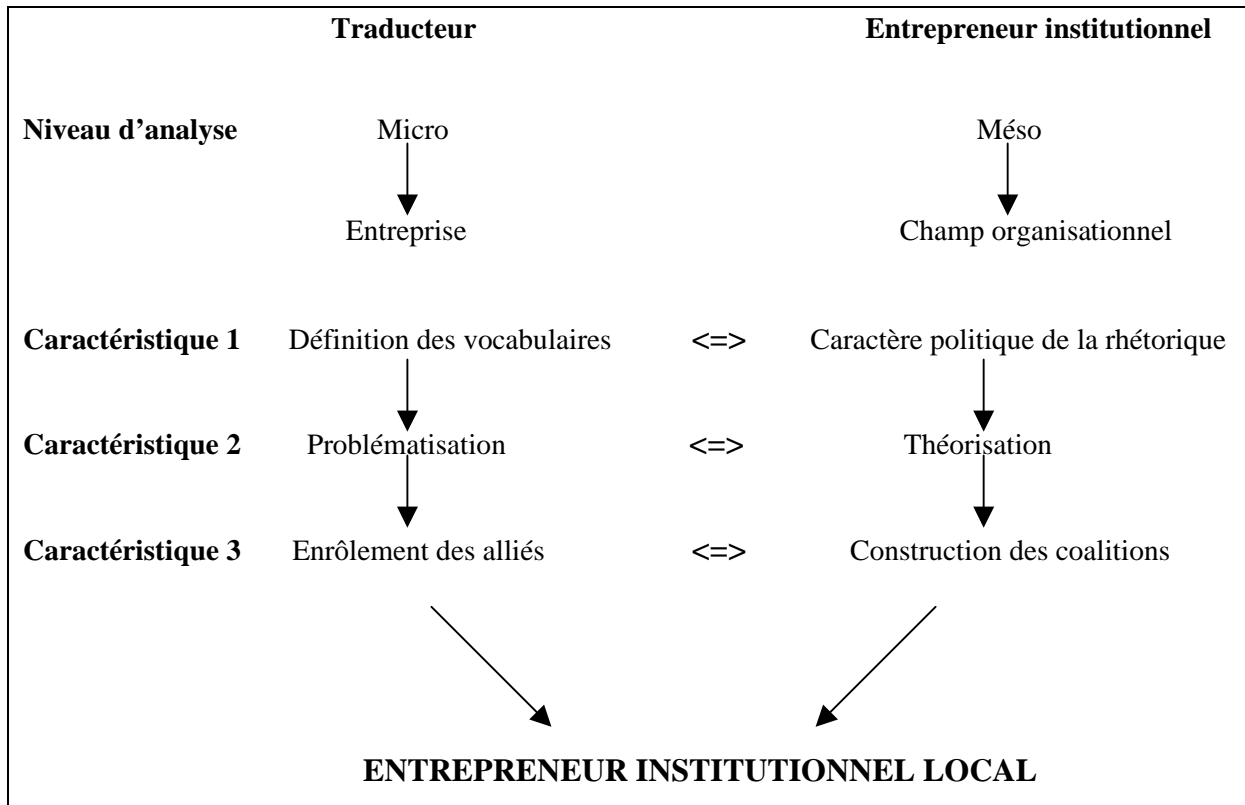 Traducteur Entrepreneur institutionnel
Niveau d'analyse Micro Méso
Entreprise Champ organisationnel
Caractéristique 1 Définition des vocabulaires <=> Caractère politique de la rhétorique
Caractéristique 2 Problématisation <=> Théorisation
Caractéristique 3 Enrôlement des alliés <=> Construction des coalitions
ENTREPRENEUR INSTITUTIONNEL LOCAL